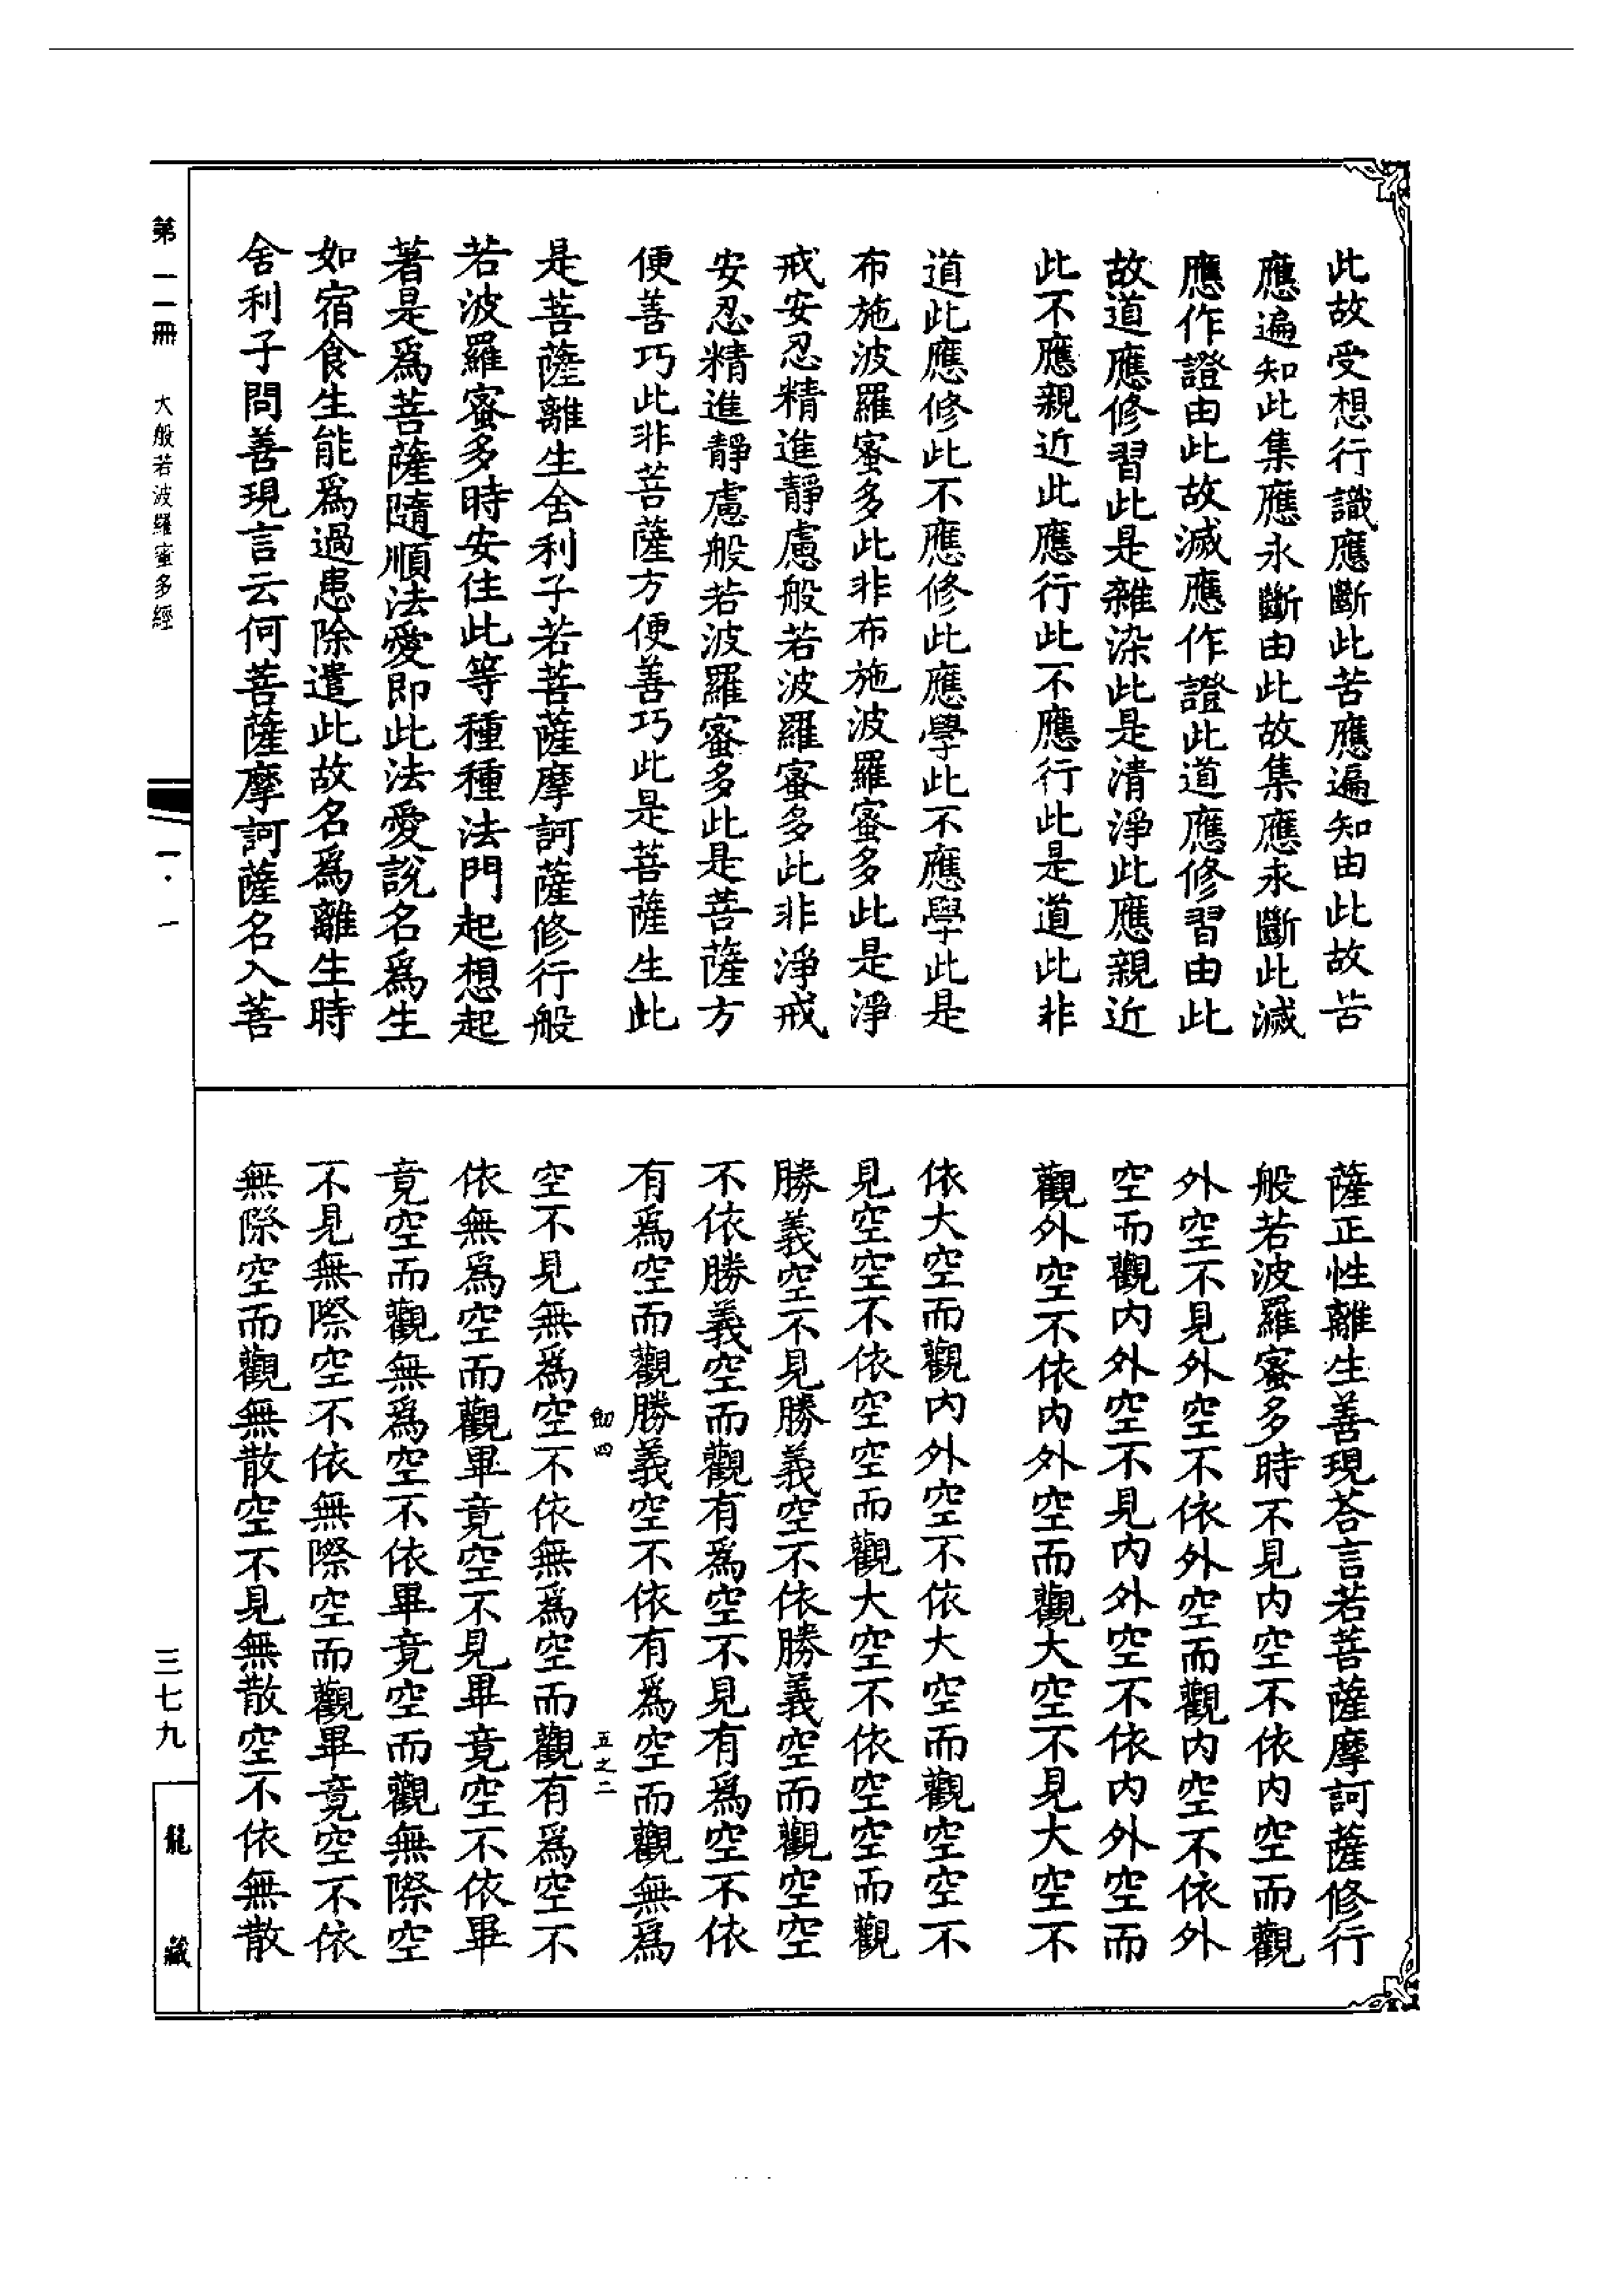 此故受想行識應斷此苦應遍知由此故苦
應遍知此集應永斷由此故集應永斷此滅
應作證由此故滅應作證此道應修習由此
故道應修習此是雜染此是清淨此應親近
此不應親近此應行此不應行此是道此非
道此應修此不應修此應學此不應學此是
布施波羅蜜多此非布施波羅蜜多此是淨
戒安忍精進靜慮般若波羅蜜多此非淨戒
安忍精進靜慮般若波羅蜜多此是菩薩方
便善巧此非菩薩方便善巧此是菩薩生此
是菩薩離生舍利子若菩薩摩訶薩修行般
若波羅蜜多時安住此等種種法門起想起
著是爲菩薩隨順法愛即此法愛說名爲生
如宿食生能爲過患除遣此故名爲離生時
舍利子問善現言云何菩薩摩訶薩名入菩
薩正性離生善現荅言若菩薩摩訶薩修行
般若波羅蜜多時不見内空不依内空而觀
外空不見外空不依外空而觀内空不依外
空而觀内外空不見内外空不依内外空而
觀外空不依内外空而觀大空不見大空不
依大空而觀内外空不依大空而觀空空不
見空空不依空空而觀大空不依空空而觀
勝義空不見勝義空不依勝義空而觀空空
不依勝義空而觀有爲空不見有爲空不依
有爲空而觀勝義空不依有爲空而觀無爲
劒四 五之二
空不見無爲空不依無爲空而觀有爲空不
依無爲空而觀畢竟空不見畢竟空不依畢
竟空而觀無爲空不依畢竟空而觀無際空
不見無際空不依無際空而觀畢竟空不依
無際空而觀無散空不見無散空不依無散
第一一冊 大般若波羅蜜多經 一·一 三七九
龍藏